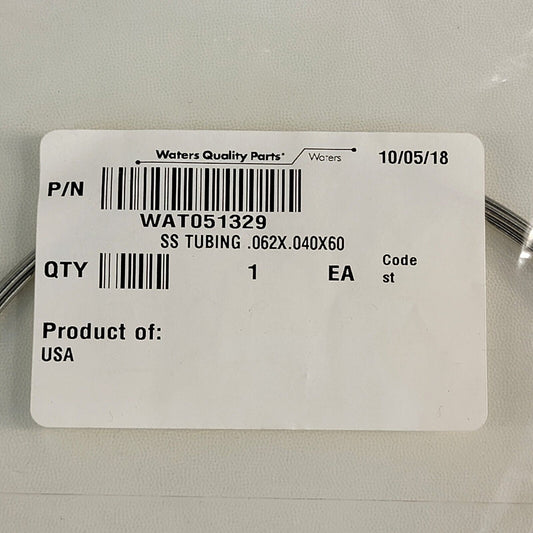 Waters Quality Parts® Waters 10/05/18
P/N
WAT051329
SS TUBING .062X.040X60
QTY 1 EA Code
st
Product of:
USA